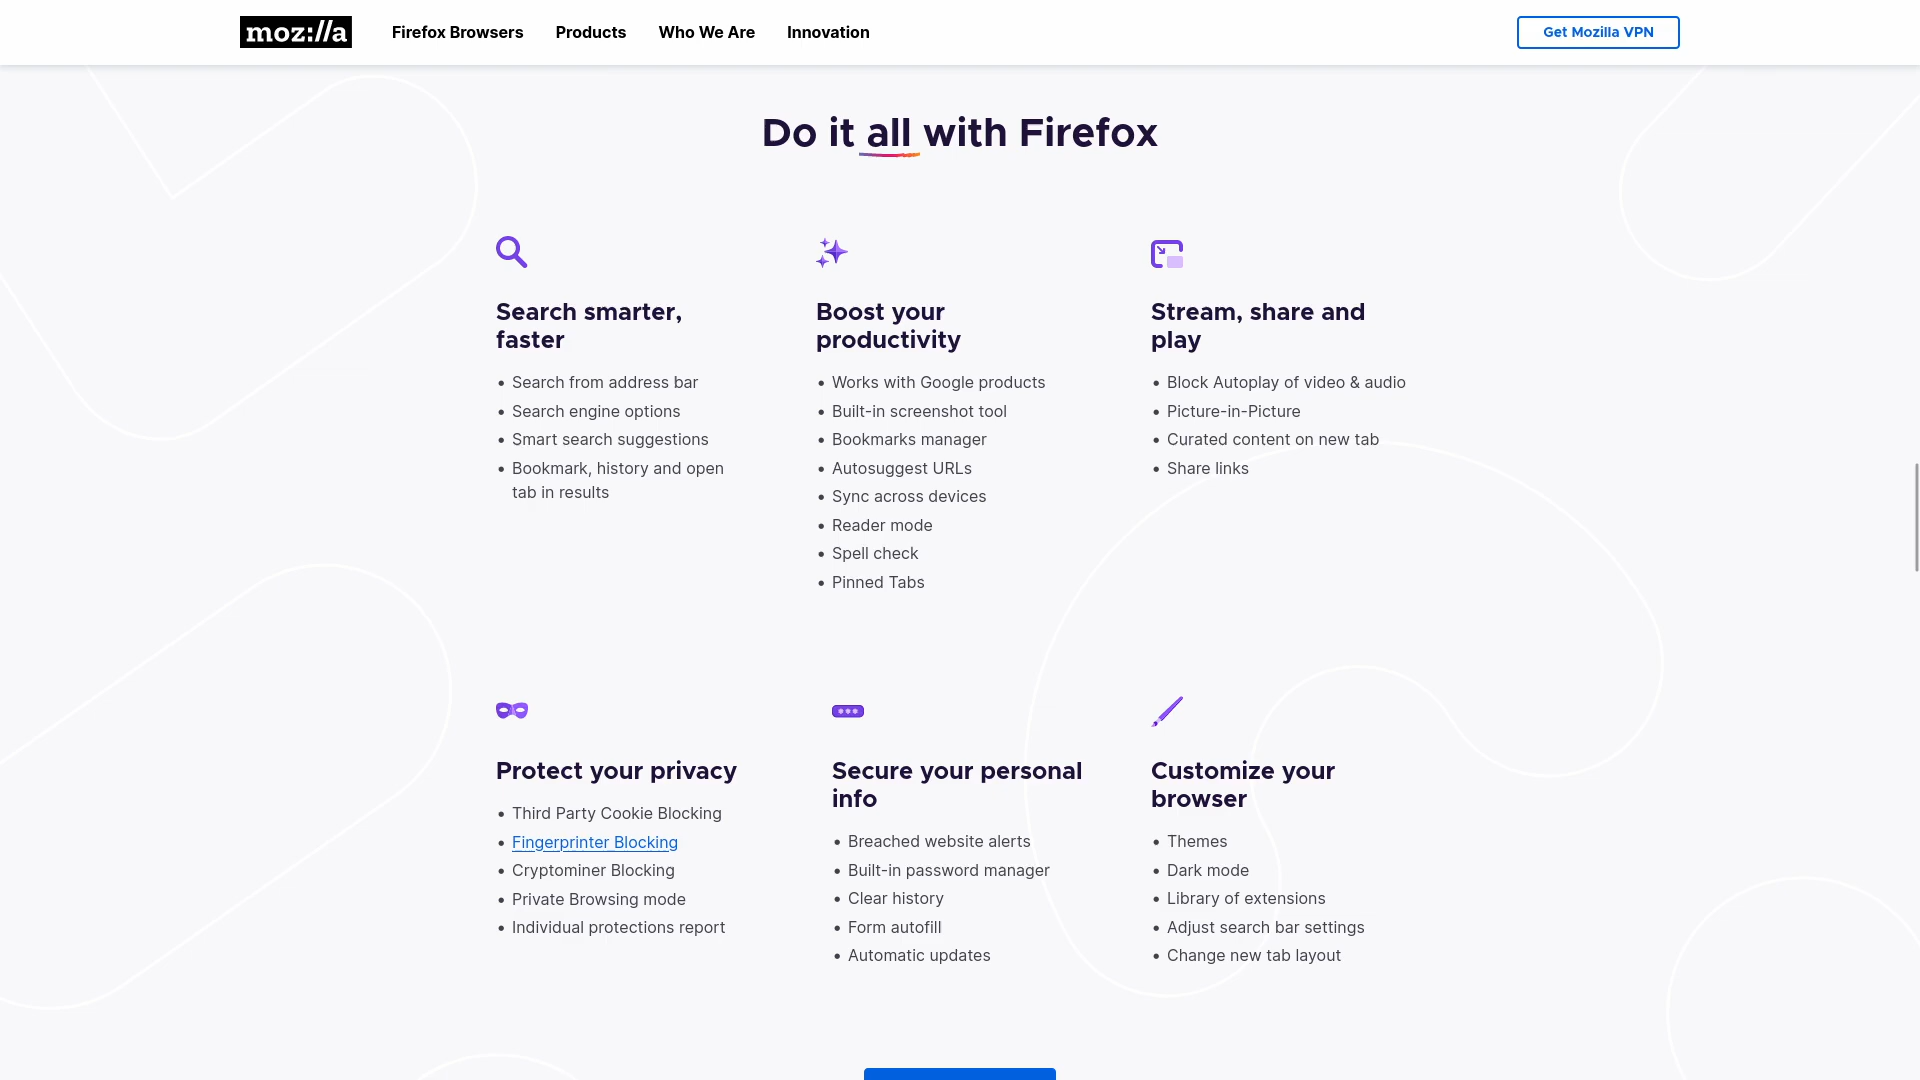 moz://a
Firefox Browsers
Products
Who We Are
Innovation
Get Mozilla VPN
Do it all with Firefox
Search smarter,
faster
• Search from address bar
• Search engine options
• Smart search suggestions
• Bookmark, history and open
tab in results
Boost your
productivity
• Works with Google products
• Built-in screenshot tool
• Bookmarks manager
• Autosuggest URLs
• Sync across devices
• Reader mode
• Spell check
• Pinned Tabs
Stream, share and
play
• Block Autoplay of video & audio
• Picture-in-Picture
• Curated content on new tab
• Share links
Protect your privacy
• Third Party Cookie Blocking
• Fingerprinter Blocking
• Cryptominer Blocking
• Private Browsing mode
• Individual protections report
Secure your personal
info
• Breached website alerts
• Built-in password manager
• Clear history
• Form autofill
• Automatic updates
Customize your
browser
• Themes
• Dark mode
• Library of extensions
• Adjust search bar settings
• Change new tab layout